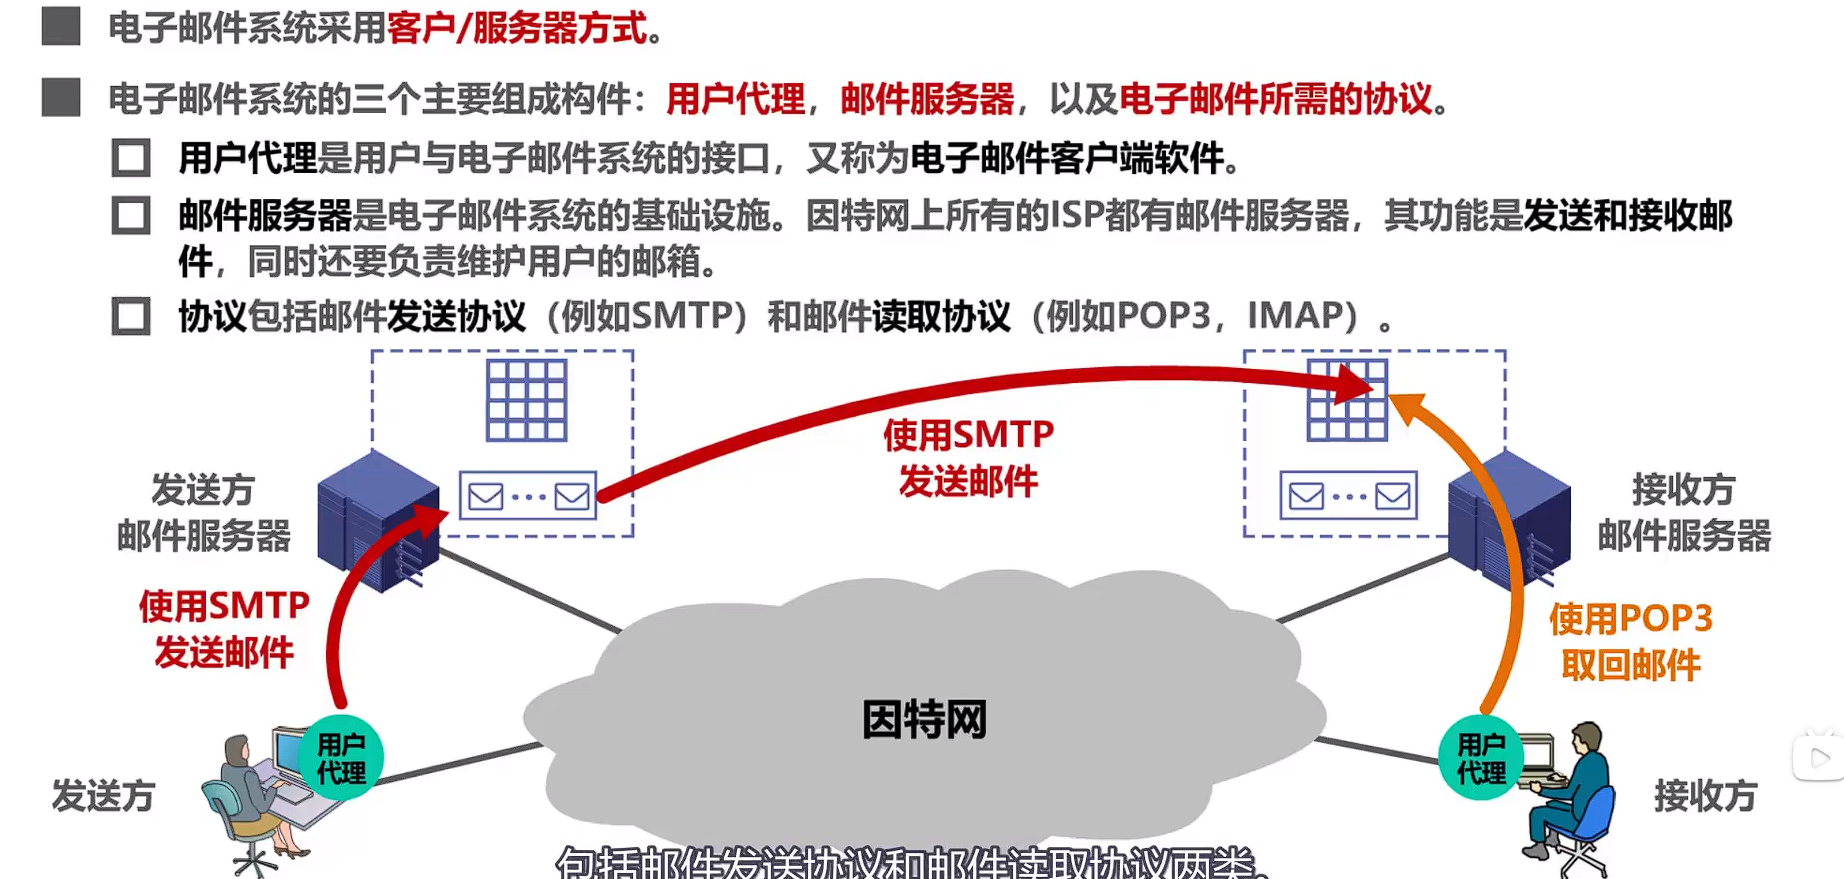 电子邮件系统采用客户/服务器方式。
电子邮件系统的三个主要组成构件：用户代理，邮件服务器，以及电子邮件所需的协议。
用户代理是用户与电子邮件系统的接口，又称为电子邮件客户端软件。
邮件服务器是电子邮件系统的基础设施。因特网上所有的ISP都有邮件服务器，其功能是发送和接收邮
件，同时还要负责维护用户的邮箱。
协议包括邮件发送协议（例如SMTP）和邮件读取协议（例如POP3，IMAP）。
使用SMTP
发送邮件
发送方
邮件服务器
接收方
邮件服务器
使用SMTP
发送邮件
使用POP3
取回邮件
因特网
用户
代理
用户
代理
发送方
接收方
包括邮件发送协议和邮件读取协议两类。